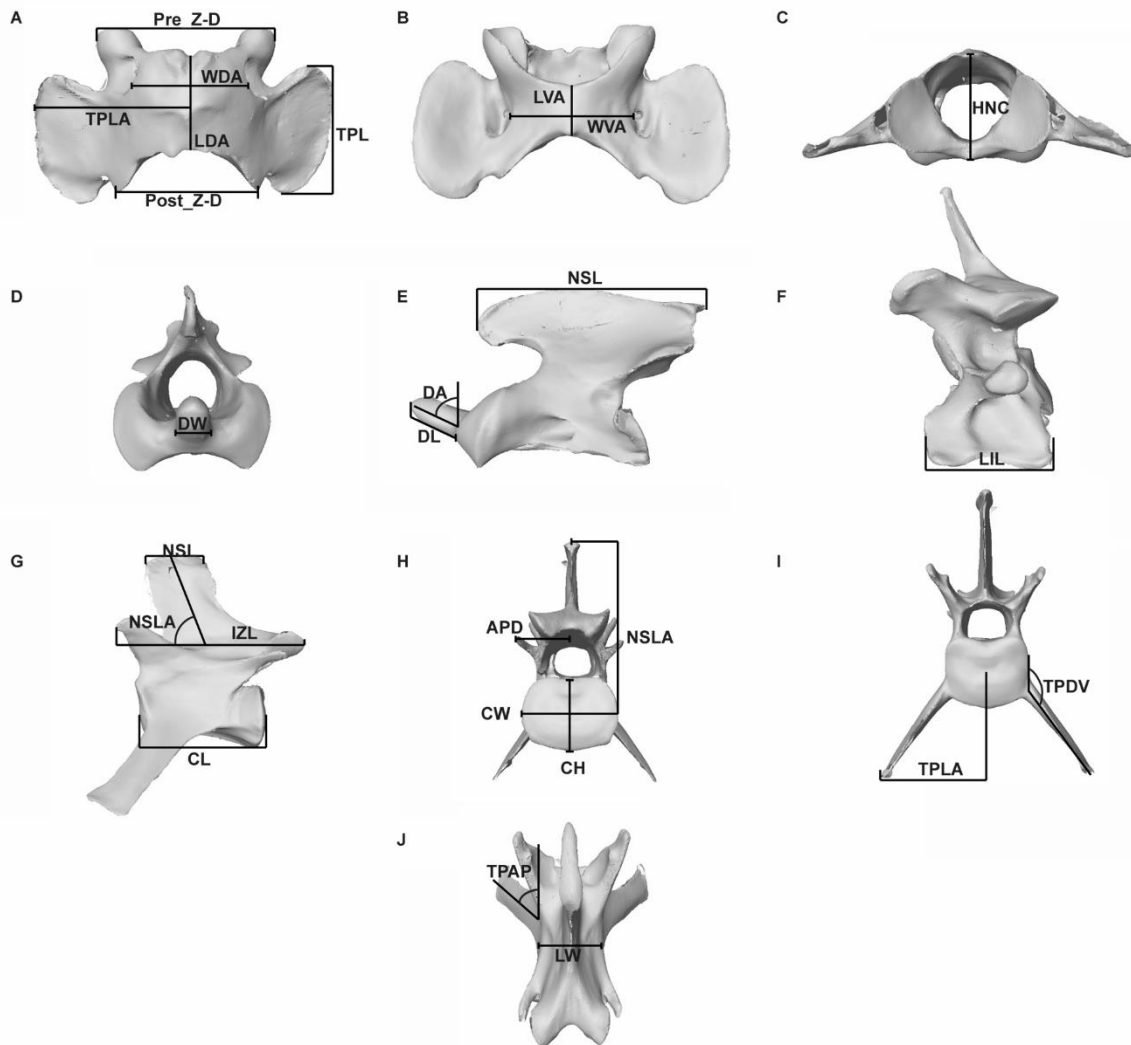 A
Pre_Z-D
WDA
TPLA
LDA
TPL
Post_Z-D
B
LVA
WVA
C
HNC
D
DW
E
NSL
DA
DL
F
LIL
G
NSL
NSLA
IZL
CL
H
APD
NSLA
CW
CH
I
TPDV
TPLA
J
TPAP
LW